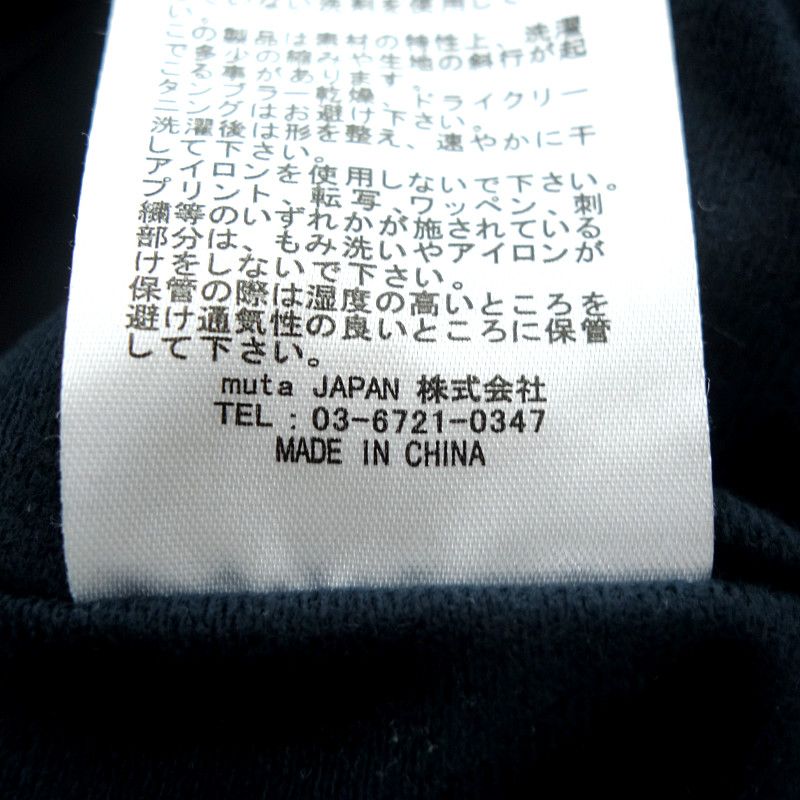 この製品は素材の特性上、洗濯
の多少は縮みや生地の斜行が起
こる事があります。
タンブラー乾燥、ドライクリー
ニングはお避け下さい。
洗濯後は形を整え、速やかに干
して下さい。
アイロンを使用しないで下さい。
プリント、転写、ワッペン、刺
繍等のいずれかが施されている
部分は、もみ洗いやアイロンが
けをしないで下さい。
保管の際は湿度の高いところを
避け通気性の良いところに保管
して下さい。
muta JAPAN 株式会社
TEL : 03-6721-0347
MADE IN CHINA